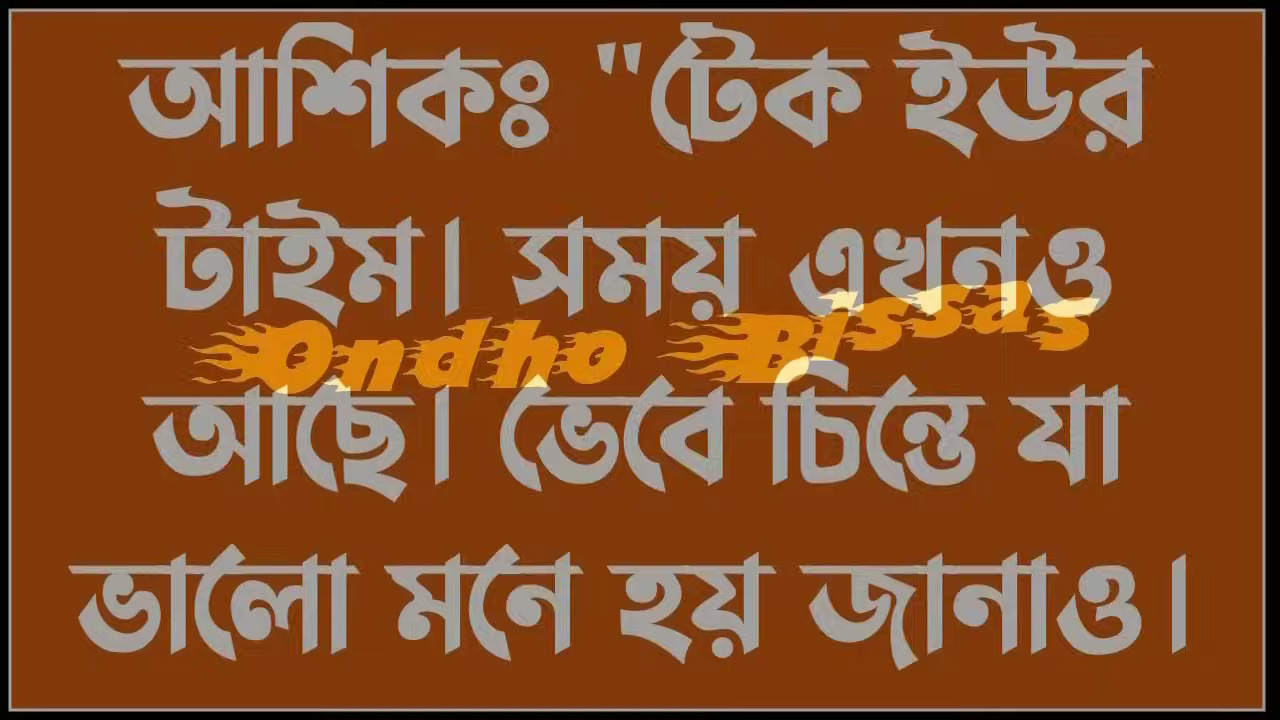 আশিকঃ "টেক ইউর
টাইম। সময় এখনও
Ondho Bissas
আছে। ভেবে চিন্তে যা
ভালো মনে হয় জানাও।